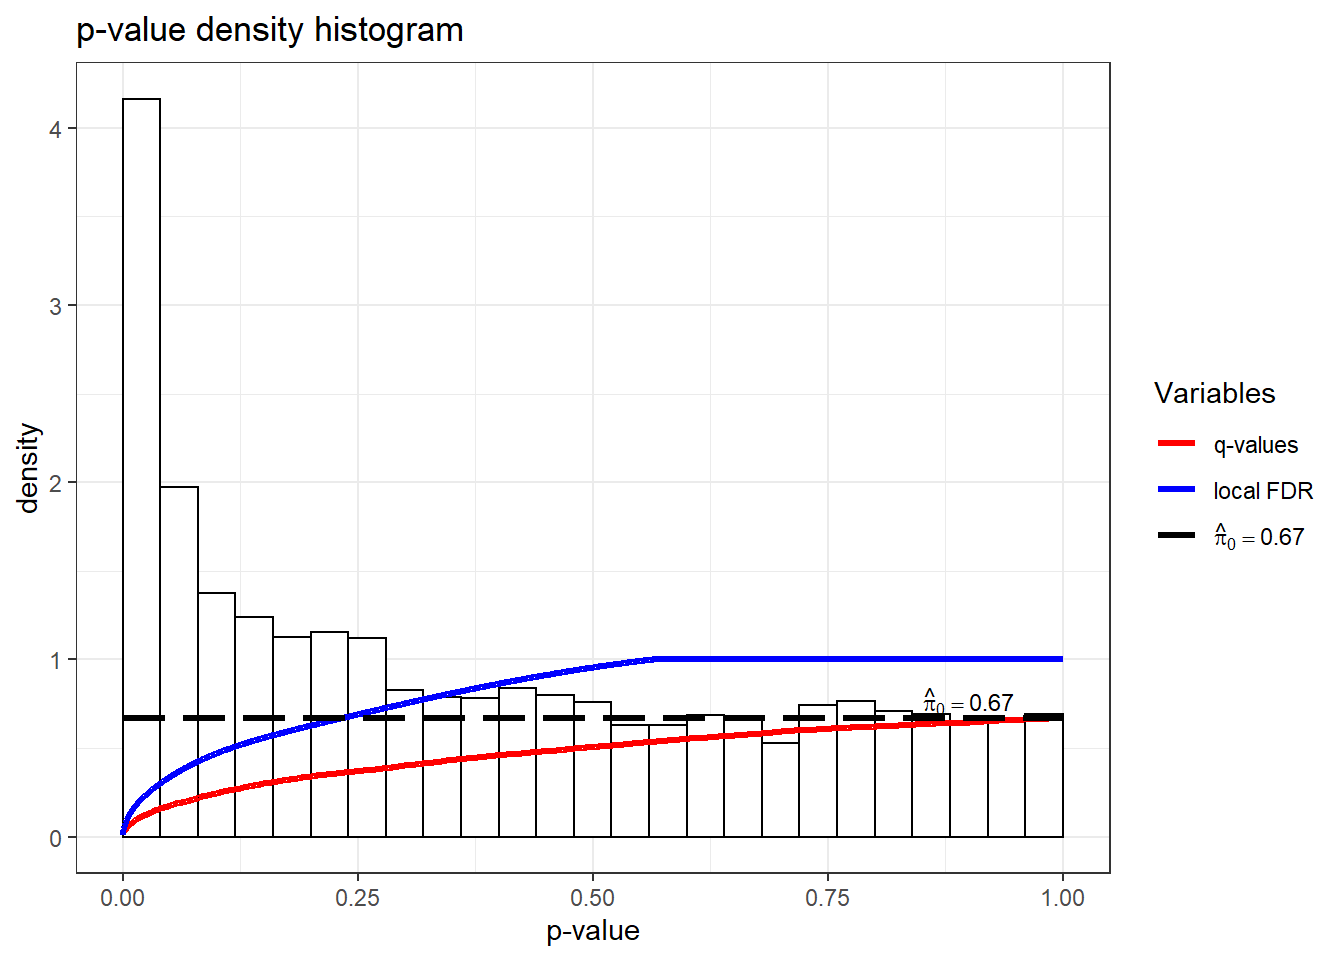 p-value density histogram
density
4
3
2
1
0
π̂₀ = 0.67
0.00 0.25 0.50 0.75 1.00
p-value
Variables
q-values
local FDR
π̂₀ = 0.67